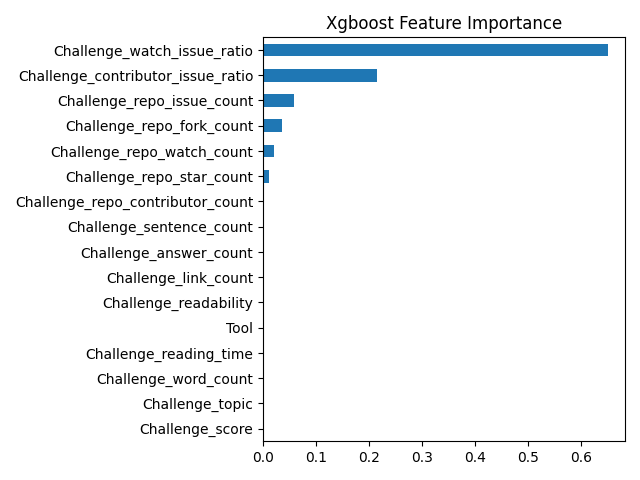 Xgboost Feature Importance
Challenge_watch_issue_ratio
Challenge_contributor_issue_ratio
Challenge_repo_issue_count
Challenge_repo_fork_count
Challenge_repo_watch_count
Challenge_repo_star_count
Challenge_repo_contributor_count
Challenge_sentence_count
Challenge_answer_count
Challenge_link_count
Challenge_readability
Tool
Challenge_reading_time
Challenge_word_count
Challenge_topic
Challenge_score
0.0 0.1 0.2 0.3 0.4 0.5 0.6